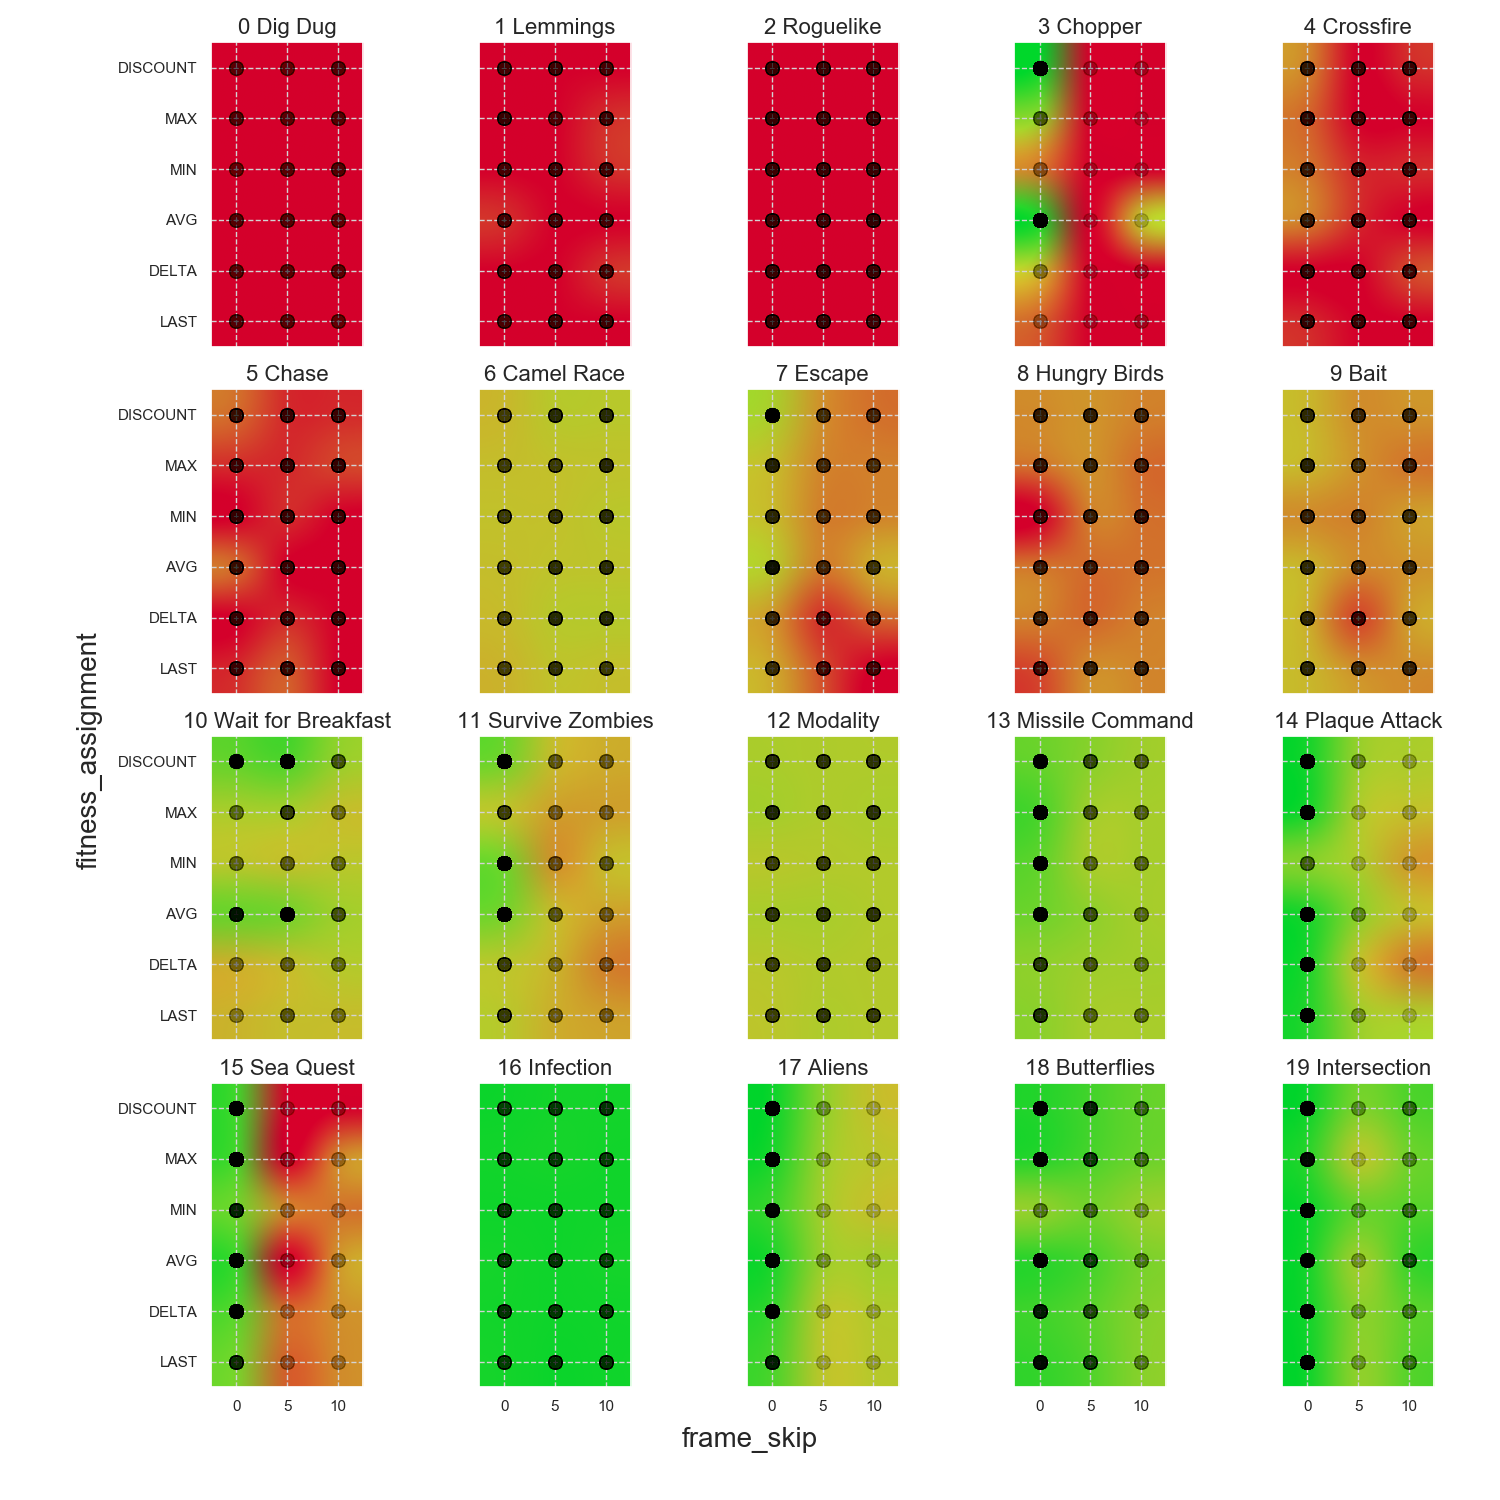 0 Dig Dug
1 Lemmings
2 Roguelike
3 Chopper
4 Crossfire
DISCOUNT
MAX
MIN
AVG
DELTA
LAST
5 Chase
6 Camel Race
7 Escape
8 Hungry Birds
9 Bait
DISCOUNT
MAX
MIN
AVG
DELTA
LAST
fitness_assignment
10 Wait for Breakfast
11 Survive Zombies
12 Modality
13 Missile Command
14 Plaque Attack
DISCOUNT
MAX
MIN
AVG
DELTA
LAST
15 Sea Quest
16 Infection
17 Aliens
18 Butterflies
19 Intersection
DISCOUNT
MAX
MIN
AVG
DELTA
LAST
0 5 10
0 5 10
0 5 10
0 5 10
0 5 10
frame_skip